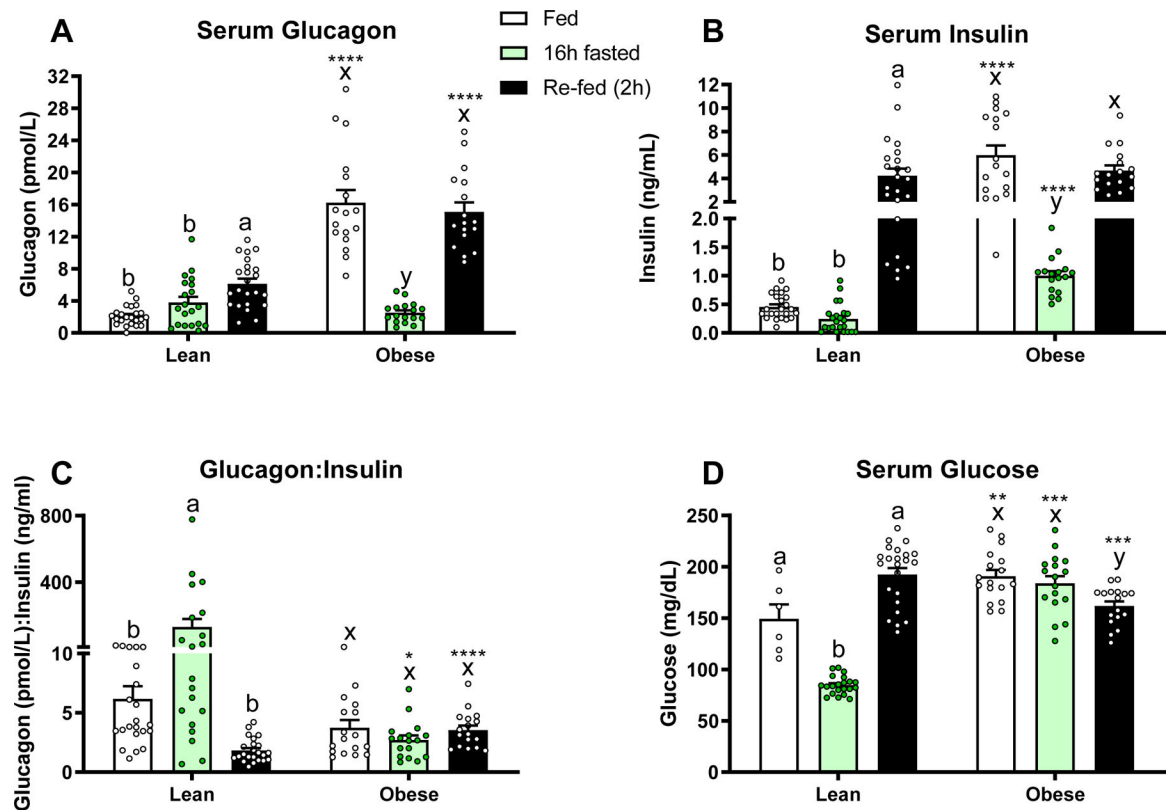 Fed
16h fasted
Re-fed (2h)
A
Serum Glucagon
Glucagon (pmol/L)
32
28
24
20
16
12
8
4
0
b
b
a
****
x
y
****
x
Lean
Obese
B
Serum Insulin
Insulin (ng/mL)
12
10
8
6
4
2
2.0
1.5
1.0
0.5
0.0
b
b
a
****
x
****
y
x
Lean
Obese
C
Glucagon:Insulin
Glucagon (pmol/L):Insulin (ng/ml)
800
400
10
5
0
b
a
b
x
*
x
****
x
Lean
Obese
D
Serum Glucose
Glucose (mg/dL)
250
200
150
100
50
0
a
b
a
**
x
***
x
***
y
Lean
Obese